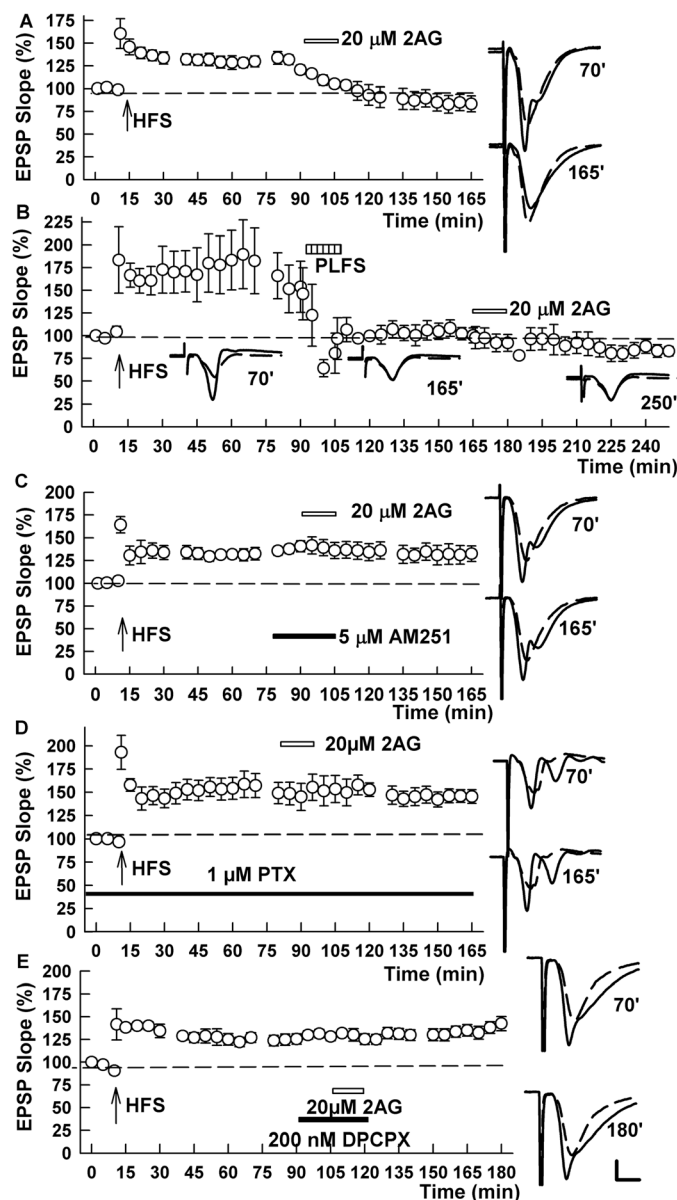 A
EPSP Slope (%)
175
150
125
100
75
50
25
0
20 μM 2AG
HFS
70'
165'
0 15 30 45 60 75 90 105 120 135 150 165
Time (min)
B
EPSP Slope (%)
225
200
175
150
125
100
75
50
25
0
PLFS
20 μM 2AG
HFS
70'
165'
250'
0 15 30 45 60 75 90 105 120 135 150 165 180 195 210 225 240
Time (min)
C
EPSP Slope (%)
200
175
150
125
100
75
50
25
0
20 μM 2AG
HFS
5 μM AM251
70'
165'
0 15 30 45 60 75 90 105 120 135 150 165
Time (min)
D
EPSP Slope (%)
200
175
150
125
100
75
50
25
0
20μM 2AG
HFS
1 μM PTX
70'
165'
0 15 30 45 60 75 90 105 120 135 150 165
Time (min)
E
EPSP Slope (%)
200
175
150
125
100
75
50
25
0
HFS
20μM 2AG
200 nM DPCPX
70'
180'
0 15 30 45 60 75 90 105 120 135 150 165 180
Time (min)